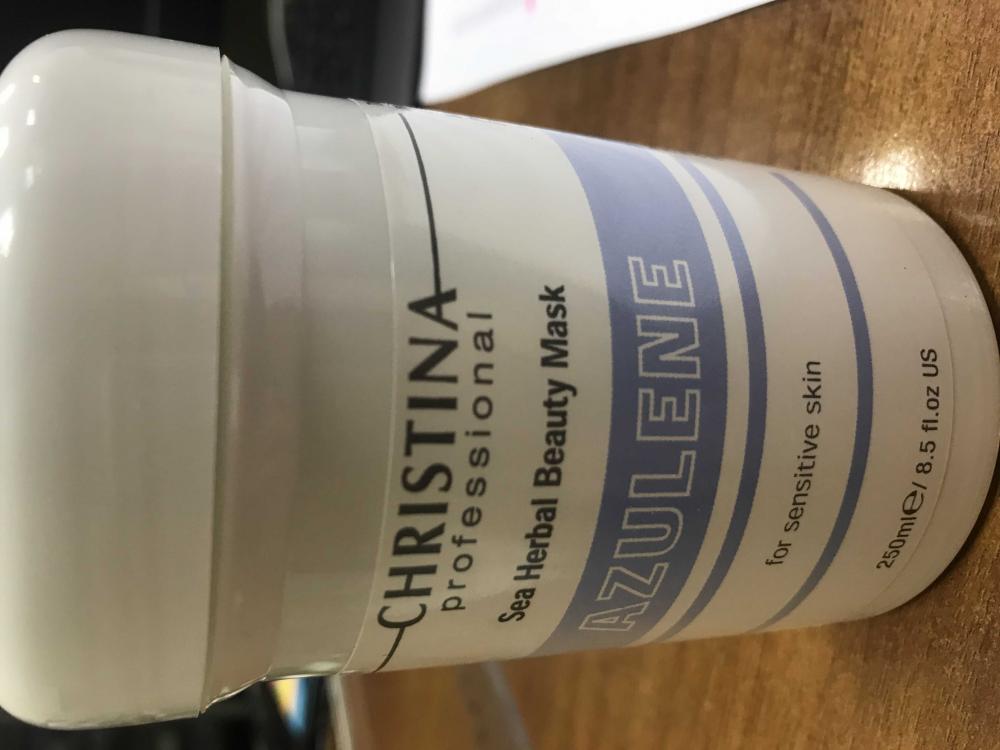 CHRISTINA
professional
Sea Herbal Beauty Mask
AZULENE
for sensitive skin
250ml℮/ 8.5 fl.oz US